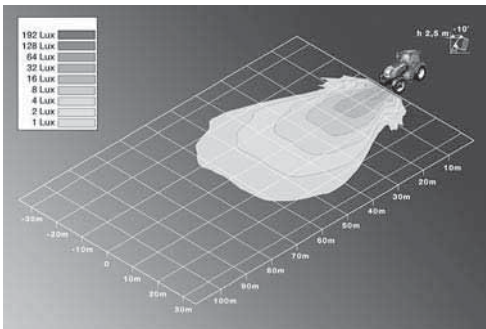 192 Lux
128 Lux
64 Lux
32 Lux
16 Lux
8 Lux
4 Lux
2 Lux
1 Lux
h 2,5 m
-10°
10m
20m
30m
40m
50m
60m
70m
80m
90m
100m
-30m
-20m
-10m
0
10m
20m
30m